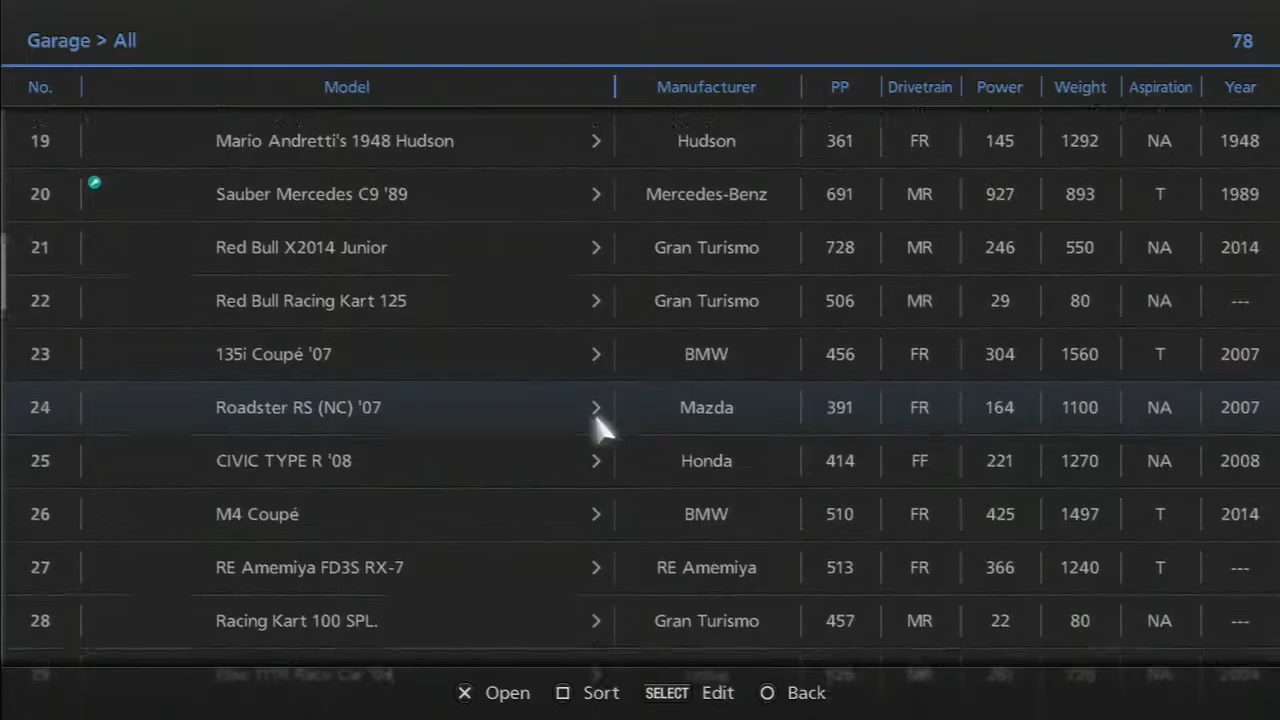 Garage > All 78
No. Model Manufacturer PP Drivetrain Power Weight Aspiration Year
19 Mario Andretti's 1948 Hudson Hudson 361 FR 145 1292 NA 1948
20 Sauber Mercedes C9 '89 Mercedes-Benz 691 MR 927 893 T 1989
21 Red Bull X2014 Junior Gran Turismo 728 MR 246 550 NA 2014
22 Red Bull Racing Kart 125 Gran Turismo 506 MR 29 80 NA ---
23 135i Coupé '07 BMW 456 FR 304 1560 T 2007
24 Roadster RS (NC) '07 Mazda 391 FR 164 1100 NA 2007
25 CIVIC TYPE R '08 Honda 414 FF 221 1270 NA 2008
26 M4 Coupé BMW 510 FR 425 1497 T 2014
27 RE Amemiya FD3S RX-7 RE Amemiya 513 FR 366 1240 T ---
28 Racing Kart 100 SPL. Gran Turismo 457 MR 22 80 NA ---
Open Sort SELECT Edit Back